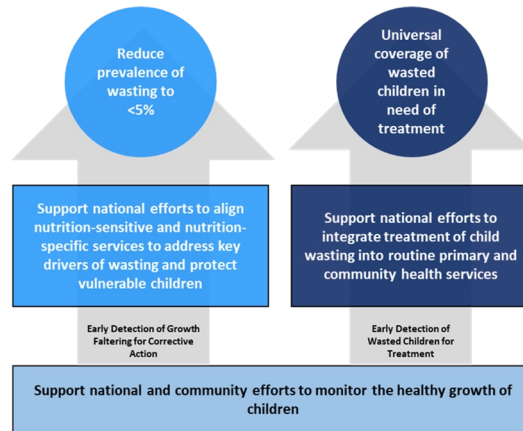 Reduce
prevalence of
wasting to
<5%
Universal
coverage of
wasted
children in
need of
treatment
Support national efforts to align
nutrition-sensitive and nutrition-
specific services to address key
drivers of wasting and protect
vulnerable children
Support national efforts to
integrate treatment of child
wasting into routine primary and
community health services
Early Detection of Growth
Faltering for Corrective
Action
Early Detection of
Wasted Children for
Treatment
Support national and community efforts to monitor the healthy growth of
children